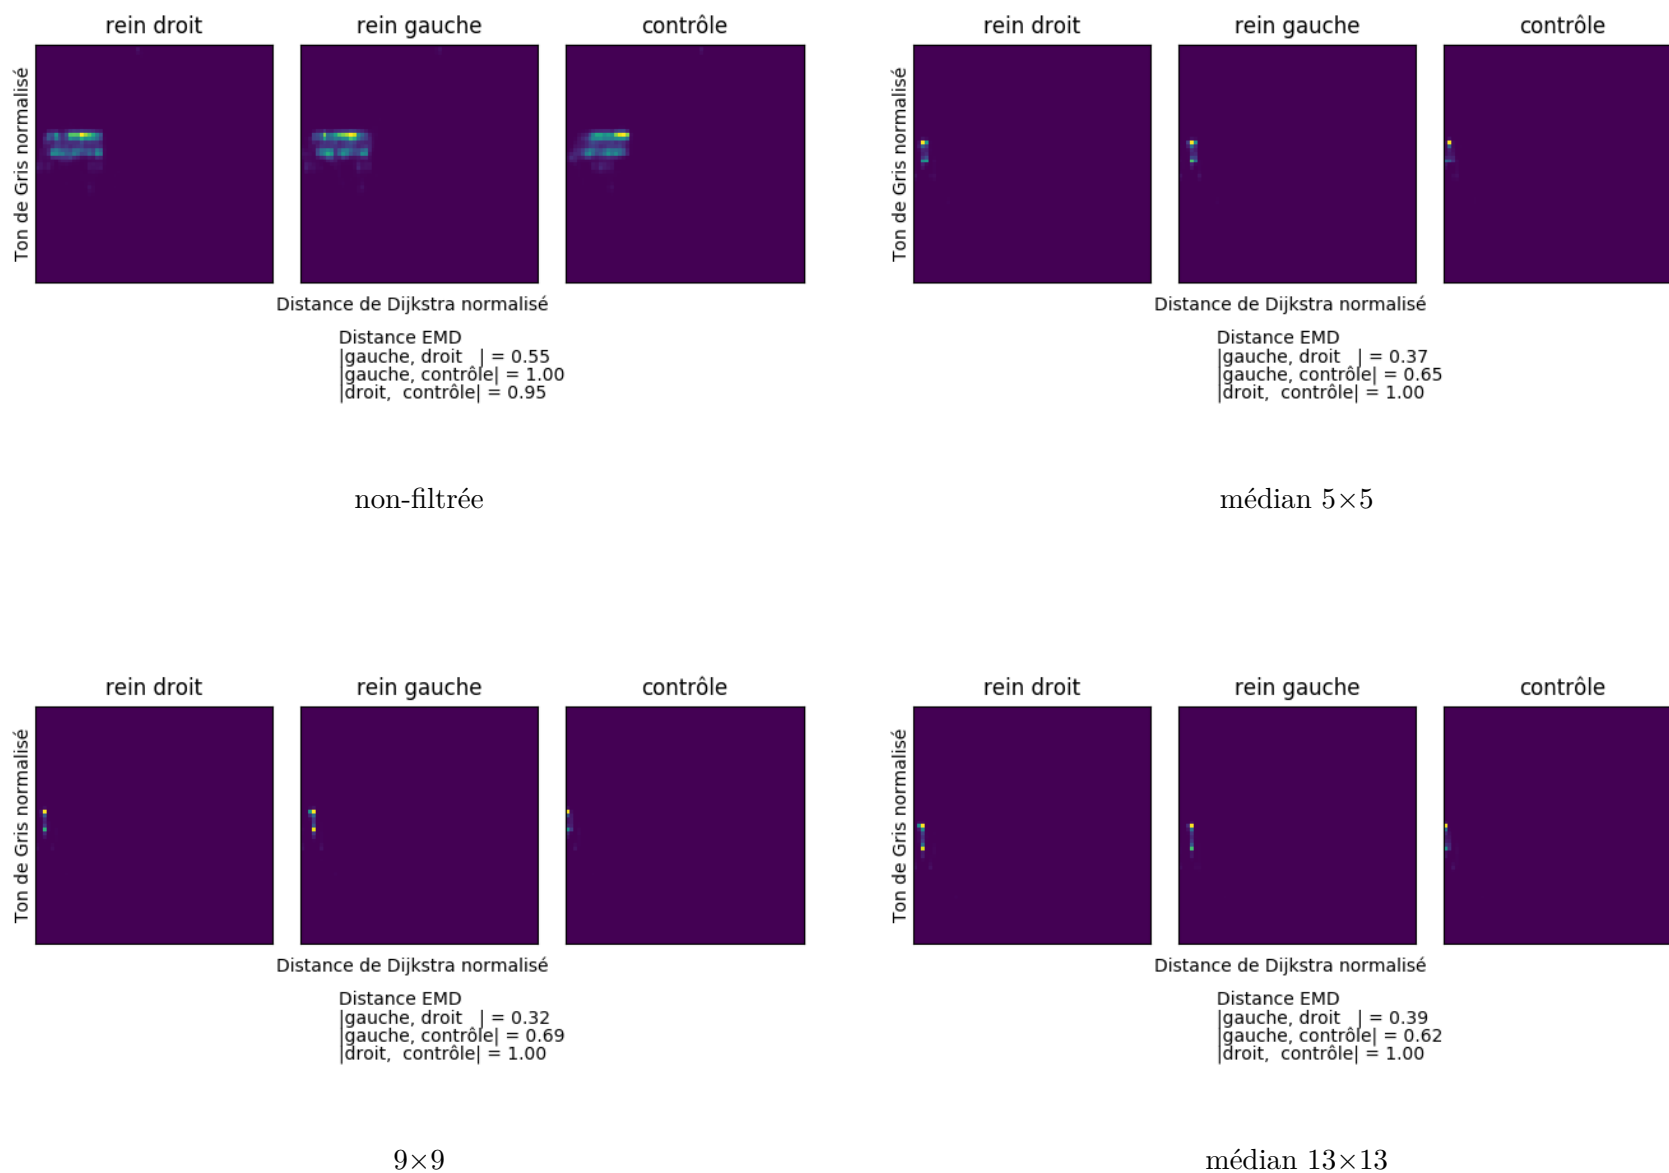 rein droit
rein gauche
contrôle
Ton de Gris normalisé
Distance de Dijkstra normalisé
Distance EMD
|gauche, droit   | = 0.55
|gauche, contrôle| = 1.00
|droit,  contrôle| = 0.95
non-filtrée
rein droit
rein gauche
contrôle
Ton de Gris normalisé
Distance de Dijkstra normalisé
Distance EMD
|gauche, droit   | = 0.37
|gauche, contrôle| = 0.65
|droit,  contrôle| = 1.00
médian 5×5
rein droit
rein gauche
contrôle
Ton de Gris normalisé
Distance de Dijkstra normalisé
Distance EMD
|gauche, droit   | = 0.32
|gauche, contrôle| = 0.69
|droit,  contrôle| = 1.00
9×9
rein droit
rein gauche
contrôle
Ton de Gris normalisé
Distance de Dijkstra normalisé
Distance EMD
|gauche, droit   | = 0.39
|gauche, contrôle| = 0.62
|droit,  contrôle| = 1.00
médian 13×13